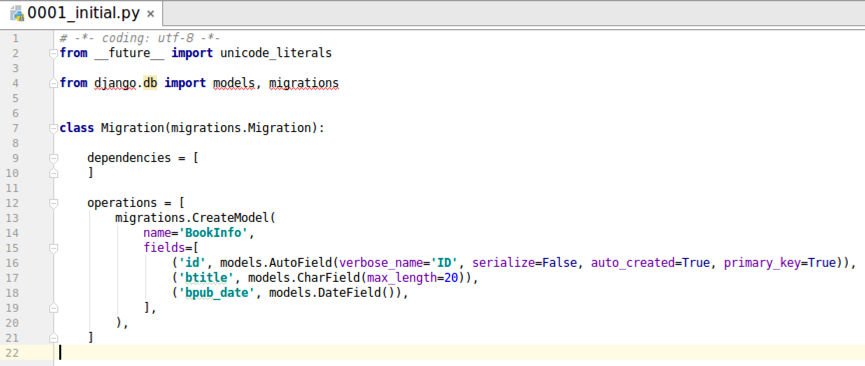 0001_initial.py ×
1 # -*- coding: utf-8 -*-
2 from __future__ import unicode_literals
3
4 from django.db import models, migrations
5
6
7 class Migration(migrations.Migration):
8
9     dependencies = [
10     ]
11
12     operations = [
13         migrations.CreateModel(
14             name='BookInfo',
15             fields=[
16                 ('id', models.AutoField(verbose_name='ID', serialize=False, auto_created=True, primary_key=True)),
17                 ('btitle', models.CharField(max_length=20)),
18                 ('bpub_date', models.DateField()),
19             ],
20         ),
21     ]
22